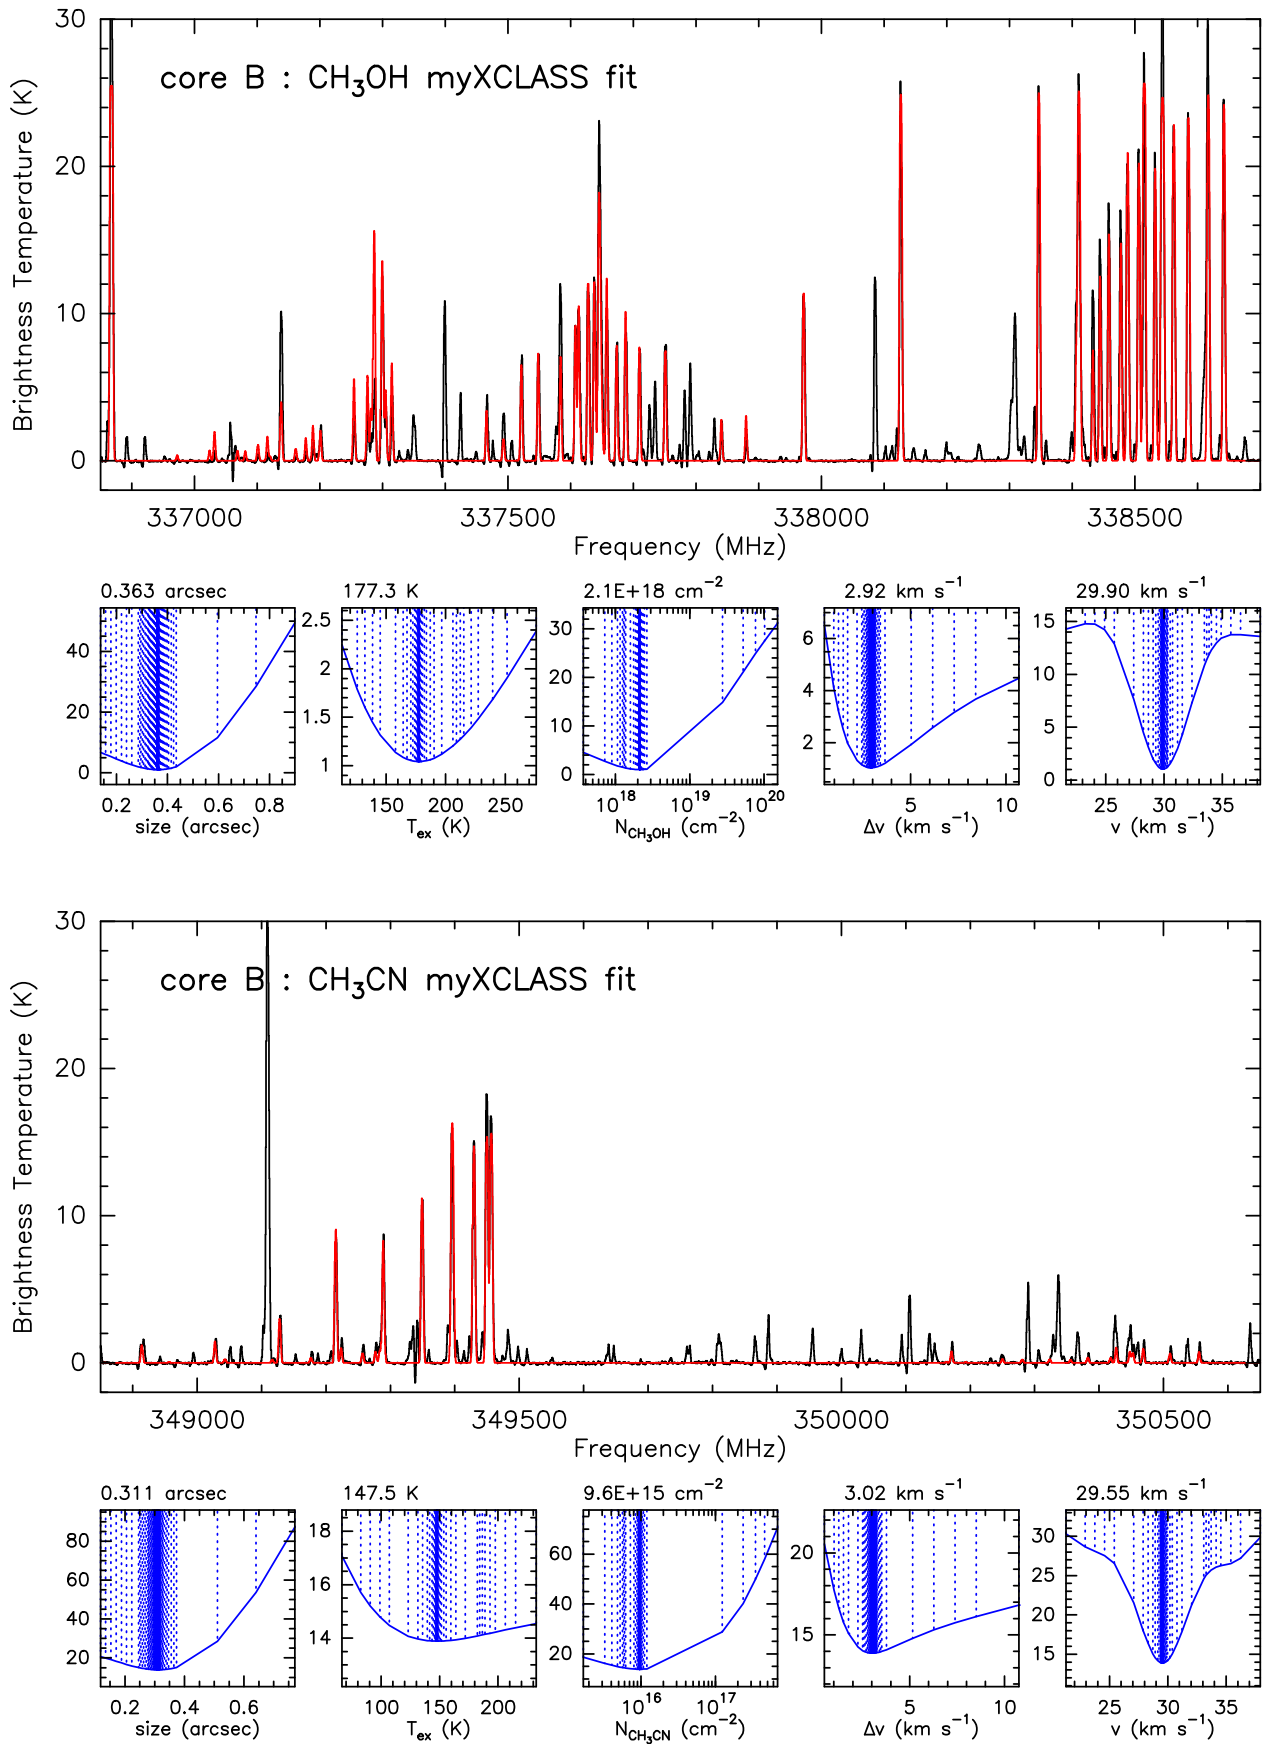 core B : CH₃OH myXCLASS fit
Brightness Temperature (K)
30
20
10
0
337000 337500 338000 338500
Frequency (MHz)
0.363 arcsec 177.3 K 2.1E+18 cm⁻² 2.92 km s⁻¹ 29.90 km s⁻¹
40
20
0
0.2 0.4 0.6 0.8
size (arcsec)
2.5
2
1.5
1
150 200 250
T_ex (K)
30
20
10
0
10¹⁸ 10¹⁹ 10²⁰
N_CH₃OH (cm⁻²)
6
4
2
5 10
Δv (km s⁻¹)
15
10
5
0
25 30 35
v (km s⁻¹)
core B : CH₃CN myXCLASS fit
Brightness Temperature (K)
30
20
10
0
349000 349500 350000 350500
Frequency (MHz)
0.311 arcsec 147.5 K 9.6E+15 cm⁻² 3.02 km s⁻¹ 29.55 km s⁻¹
80
60
40
20
0.2 0.4 0.6
size (arcsec)
18
16
14
100 150 200
T_ex (K)
60
40
20
10¹⁶ 10¹⁷
N_CH₃CN (cm⁻²)
20
15
5 10
Δv (km s⁻¹)
30
25
20
15
25 30 35
v (km s⁻¹)